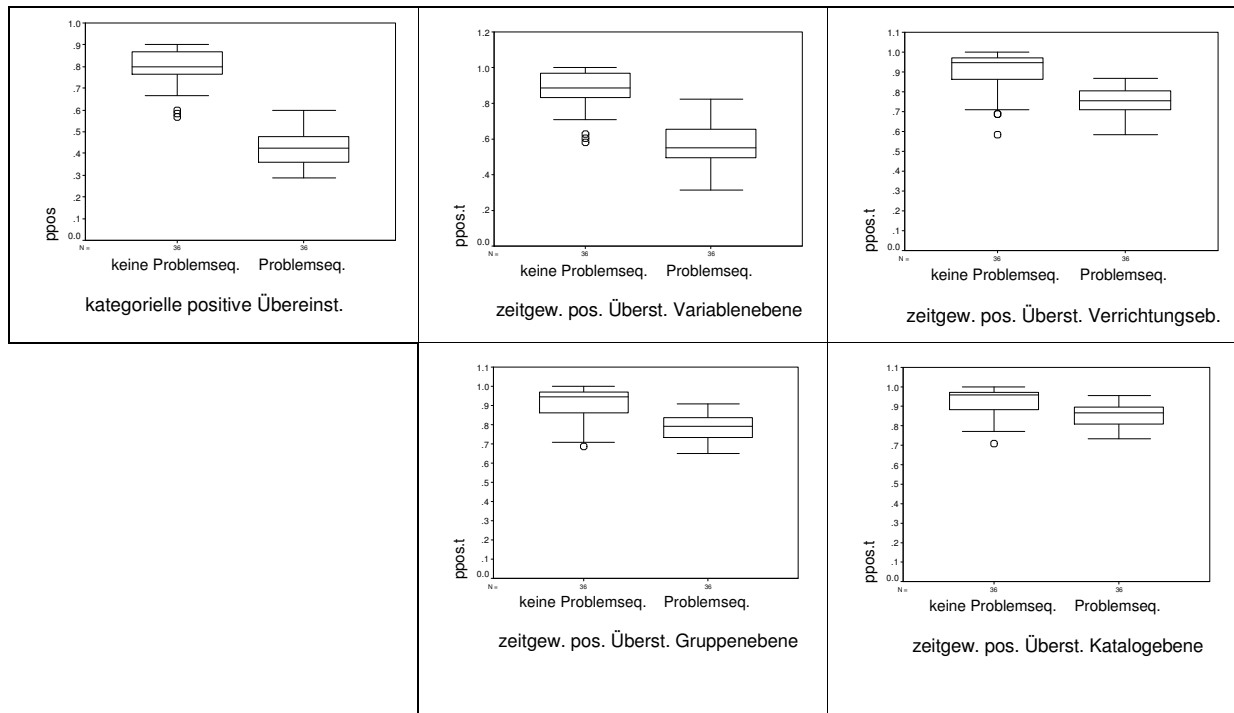 1.0
.9
.8
.7
.6
.5
.4
.3
.2
.1
0.0
ppos
N = 36 36
keine Problemseq. Problemseq.
kategorielle positive Übereinst.
1.2
1.0
.8
.6
.4
.2
0.0
ppos.t
N = 36 36
keine Problemseq. Problemseq.
zeitgew. pos. Überst. Variablenebene
1.1
1.0
.9
.8
.7
.6
.5
.4
.3
.2
.1
0.0
ppos.t
N = 36 36
keine Problemseq. Problemseq.
zeitgew. pos. Überst. Verrichtungseb.
1.1
1.0
.9
.8
.7
.6
.5
.4
.3
.2
.1
0.0
ppos.t
N = 36 36
keine Problemseq. Problemseq.
zeitgew. pos. Überst. Gruppenebene
1.1
1.0
.9
.8
.7
.6
.5
.4
.3
.2
.1
0.0
ppos.t
N = 36 36
keine Problemseq. Problemseq.
zeitgew. pos. Überst. Katalogebene